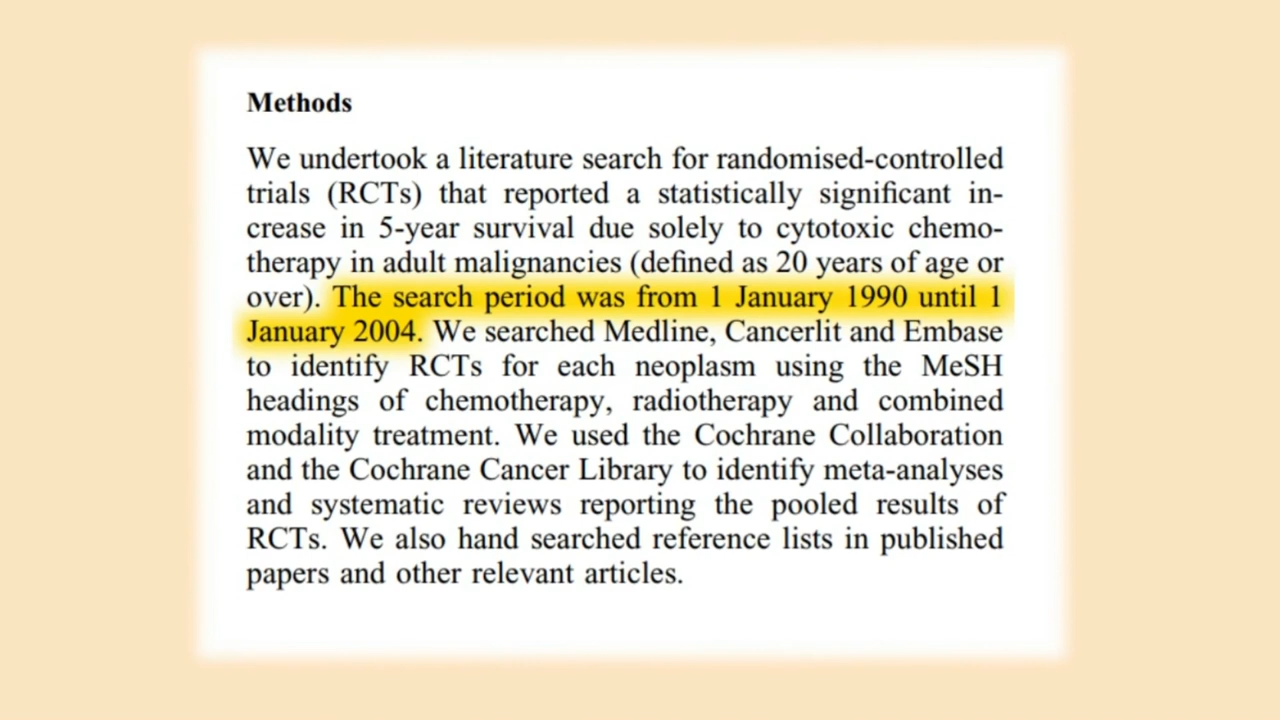 Methods
We undertook a literature search for randomised-controlled
trials (RCTs) that reported a statistically significant in-
crease in 5-year survival due solely to cytotoxic chemo-
therapy in adult malignancies (defined as 20 years of age or
over). The search period was from 1 January 1990 until 1
January 2004. We searched Medline, Cancerlit and Embase
to identify RCTs for each neoplasm using the MeSH
headings of chemotherapy, radiotherapy and combined
modality treatment. We used the Cochrane Collaboration
and the Cochrane Cancer Library to identify meta-analyses
and systematic reviews reporting the pooled results of
RCTs. We also hand searched reference lists in published
papers and other relevant articles.